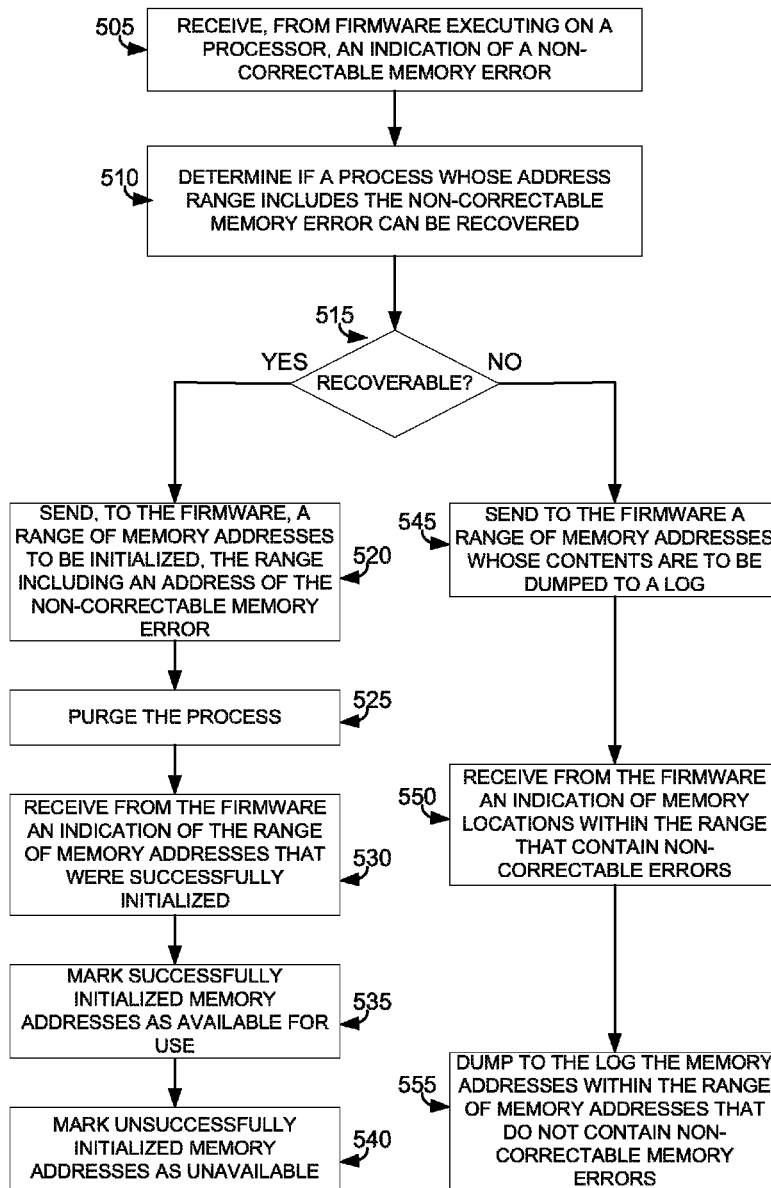 505
RECEIVE, FROM FIRMWARE EXECUTING ON A
PROCESSOR, AN INDICATION OF A NON-
CORRECTABLE MEMORY ERROR
510
DETERMINE IF A PROCESS WHOSE ADDRESS
RANGE INCLUDES THE NON-CORRECTABLE
MEMORY ERROR CAN BE RECOVERED
515
YES
RECOVERABLE?
NO
SEND, TO THE FIRMWARE, A
RANGE OF MEMORY ADDRESSES
TO BE INITIALIZED, THE RANGE
INCLUDING AN ADDRESS OF THE
NON-CORRECTABLE MEMORY
ERROR
520
PURGE THE PROCESS
525
RECEIVE FROM THE FIRMWARE
AN INDICATION OF THE RANGE
OF MEMORY ADDRESSES THAT
WERE SUCCESSFULLY
INITIALIZED
530
MARK SUCCESSFULLY
INITIALIZED MEMORY
ADDRESSES AS AVAILABLE FOR
USE
535
MARK UNSUCCESSFULLY
INITIALIZED MEMORY
ADDRESSES AS UNAVAILABLE
540
545
SEND TO THE FIRMWARE A
RANGE OF MEMORY ADDRESSES
WHOSE CONTENTS ARE TO BE
DUMPED TO A LOG
550
RECEIVE FROM THE FIRMWARE
AN INDICATION OF MEMORY
LOCATIONS WITHIN THE RANGE
THAT CONTAIN NON-
CORRECTABLE ERRORS
555
DUMP TO THE LOG THE MEMORY
ADDRESSES WITHIN THE RANGE
OF MEMORY ADDRESSES THAT
DO NOT CONTAIN NON-
CORRECTABLE MEMORY
ERRORS